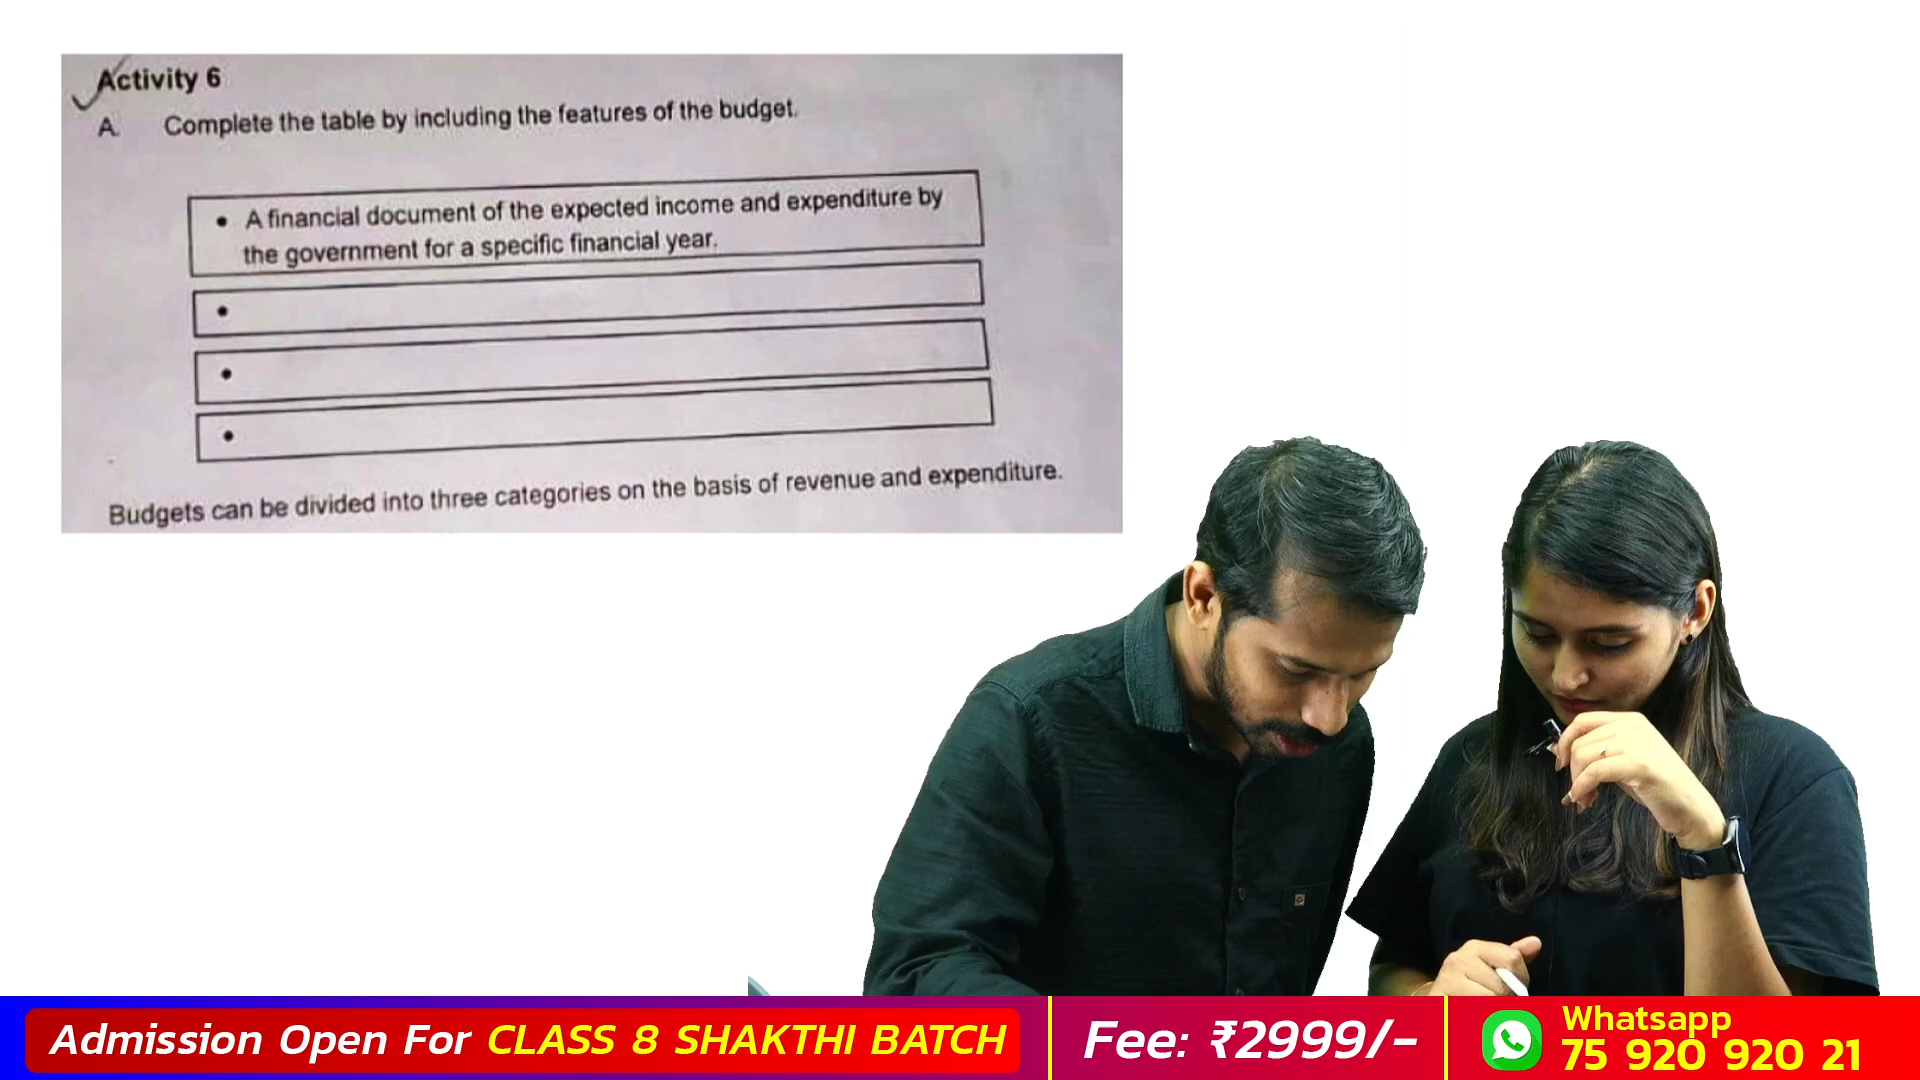 Activity 6
A. Complete the table by including the features of the budget.
• A financial document of the expected income and expenditure by
the government for a specific financial year.
•
•
•
Budgets can be divided into three categories on the basis of revenue and expenditure.
Admission Open For CLASS 8 SHAKTHI BATCH
Fee: ₹2999/-
Whatsapp
75 920 920 21